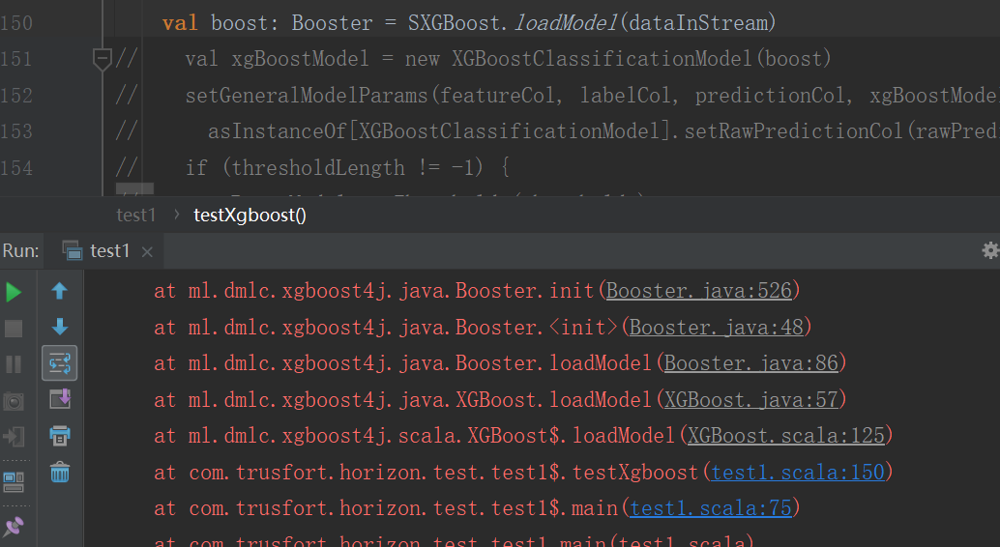 150 val boost: Booster = SXGBoost.loadModel(dataInStream)
151 // val xgBoostModel = new XGBoostClassificationModel(boost)
152 // setGeneralModelParams(featureCol, labelCol, predictionCol, xgBoostMode
153 // asInstanceOf[XGBoostClassificationModel].setRawPredictionCol(rawPred
154 // if (thresholdLength != -1) {
test1 › testXgboost()
Run: test1
at ml.dmlc.xgboost4j.java.Booster.init(Booster.java:526)
at ml.dmlc.xgboost4j.java.Booster.<init>(Booster.java:48)
at ml.dmlc.xgboost4j.java.Booster.loadModel(Booster.java:86)
at ml.dmlc.xgboost4j.java.XGBoost.loadModel(XGBoost.java:57)
at ml.dmlc.xgboost4j.scala.XGBoost$.loadModel(XGBoost.scala:125)
at com.trusfort.horizon.test.test1$.testXgboost(test1.scala:150)
at com.trusfort.horizon.test.test1$.main(test1.scala:75)
at com.trusfort.horizon.test.test1.main(test1.scala)